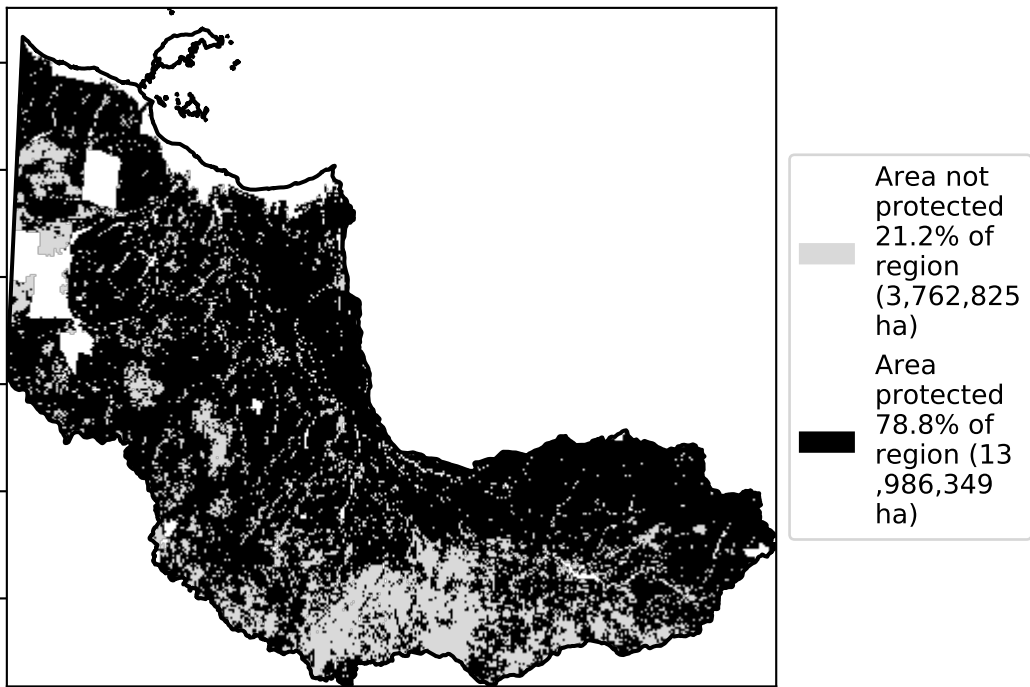 Area not
protected
21.2% of
region
(3,762,825
ha)
Area
protected
78.8% of
region (13
,986,349
ha)